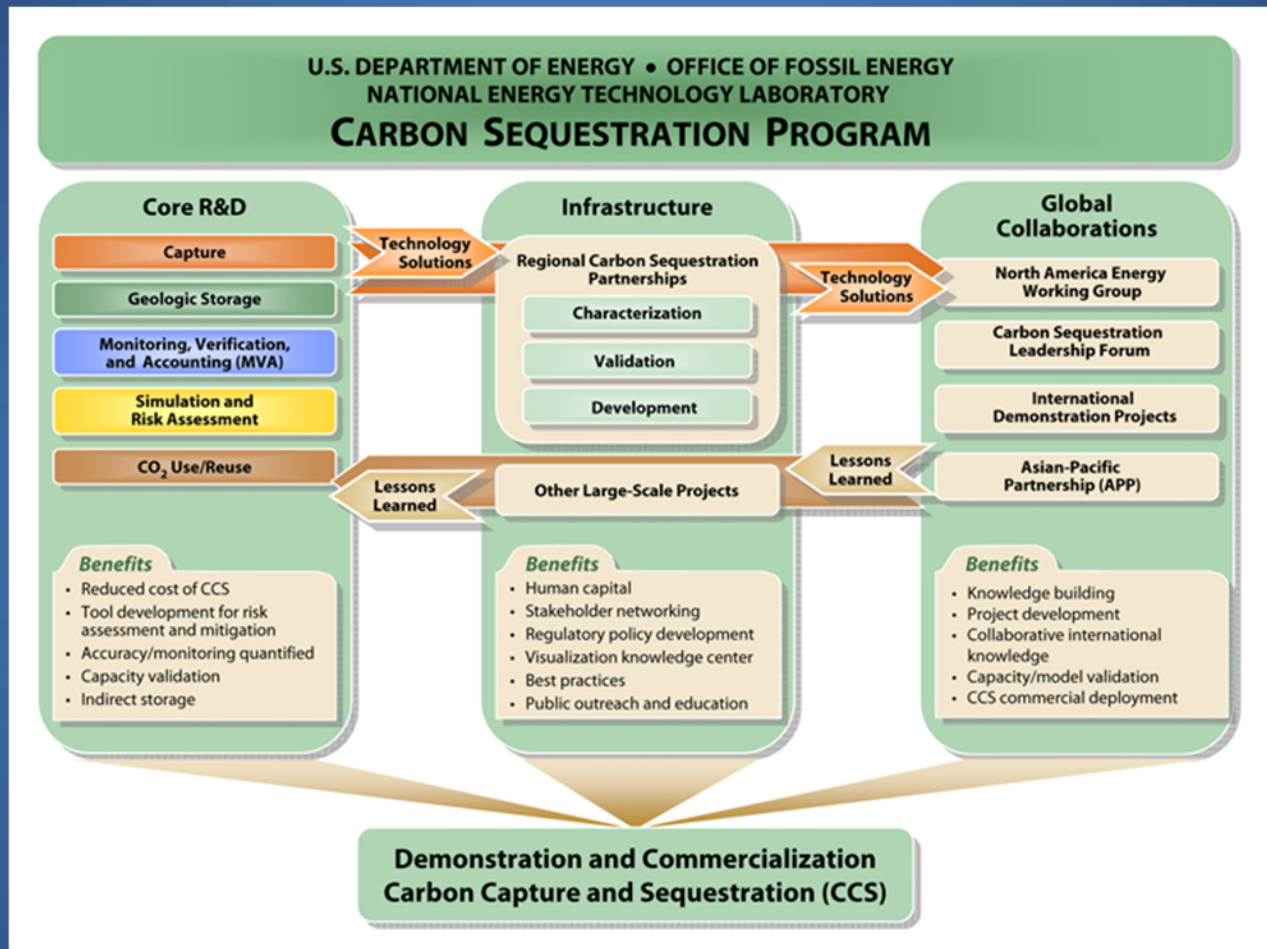 U.S. DEPARTMENT OF ENERGY • OFFICE OF FOSSIL ENERGY
NATIONAL ENERGY TECHNOLOGY LABORATORY
CARBON SEQUESTRATION PROGRAM
Core R&D
Capture
Geologic Storage
Monitoring, Verification,
and Accounting (MVA)
Simulation and
Risk Assessment
CO₂ Use/Reuse
Benefits
• Reduced cost of CCS
• Tool development for risk
assessment and mitigation
• Accuracy/monitoring quantified
• Capacity validation
• Indirect storage
Technology
Solutions
Lessons
Learned
Infrastructure
Regional Carbon Sequestration
Partnerships
Characterization
Validation
Development
Other Large-Scale Projects
Benefits
• Human capital
• Stakeholder networking
• Regulatory policy development
• Visualization knowledge center
• Best practices
• Public outreach and education
Technology
Solutions
Lessons
Learned
Global
Collaborations
North America Energy
Working Group
Carbon Sequestration
Leadership Forum
International
Demonstration Projects
Asian-Pacific
Partnership (APP)
Benefits
• Knowledge building
• Project development
• Collaborative international
knowledge
• Capacity/model validation
• CCS commercial deployment
Demonstration and Commercialization
Carbon Capture and Sequestration (CCS)